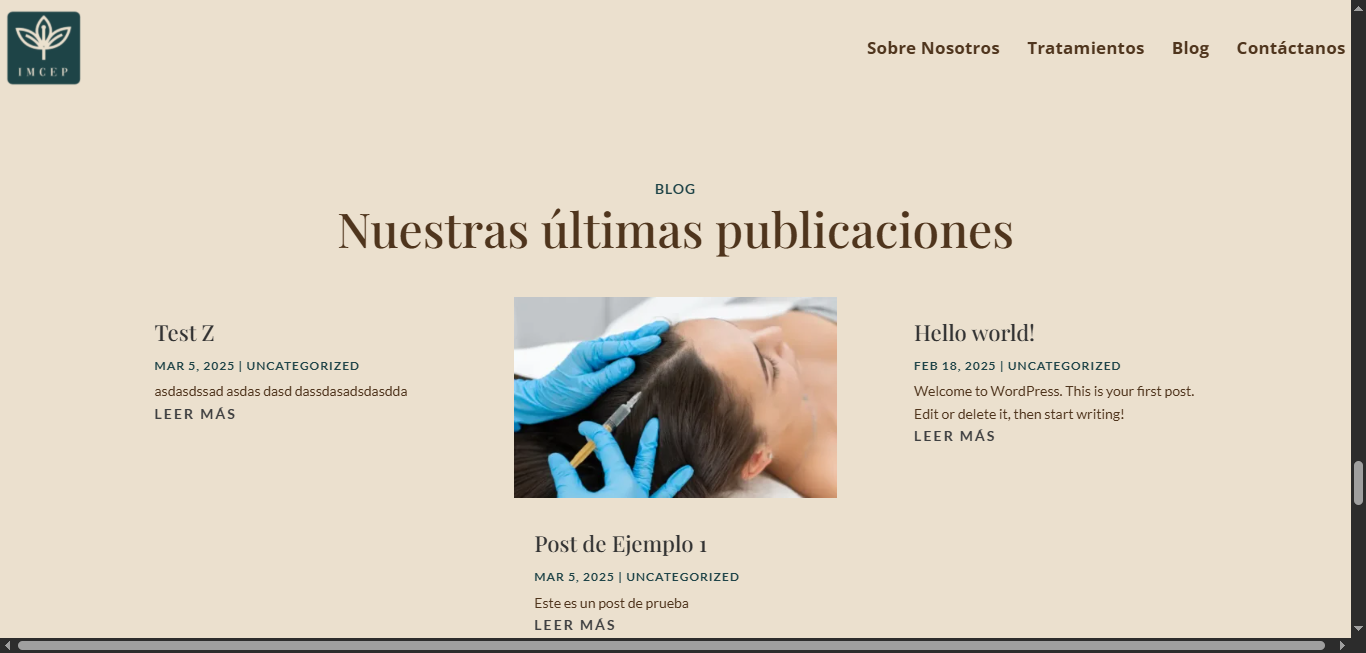 IMCEP
Sobre Nosotros Tratamientos Blog Contáctanos
BLOG
Nuestras últimas publicaciones
Test Z
MAR 5, 2025 | UNCATEGORIZED
asdasdssad asdas dasd dassdasadsdasdda
LEER MÁS
Post de Ejemplo 1
MAR 5, 2025 | UNCATEGORIZED
Este es un post de prueba
LEER MÁS
Hello world!
FEB 18, 2025 | UNCATEGORIZED
Welcome to WordPress. This is your first post.
Edit or delete it, then start writing!
LEER MÁS